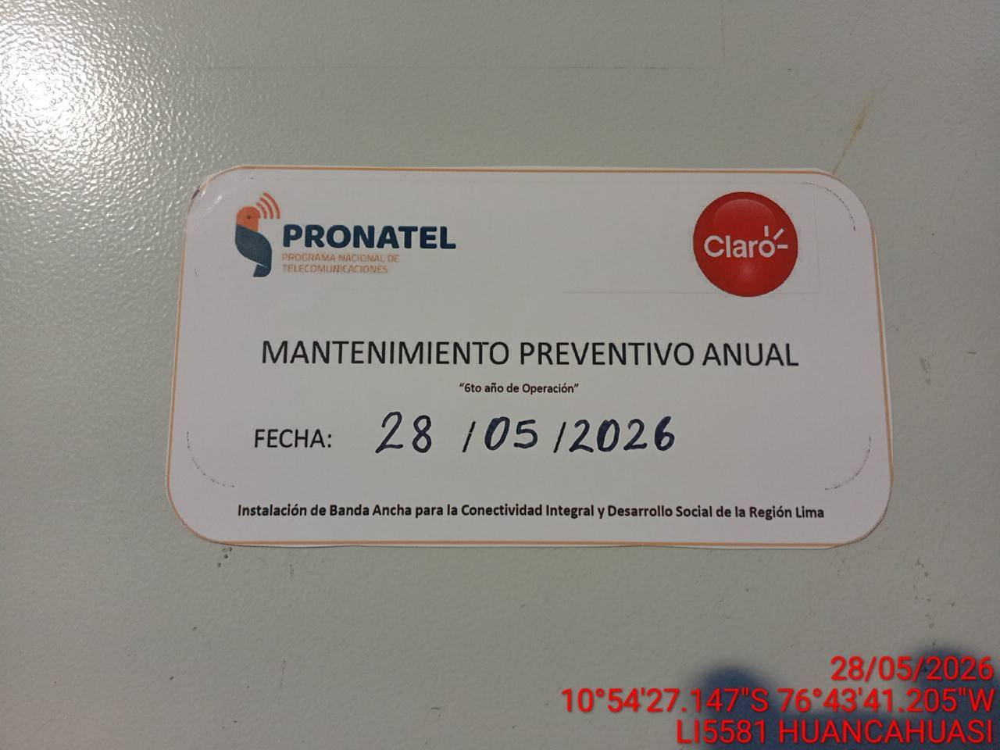 PRONATEL
PROGRAMA NACIONAL DE
TELECOMUNICACIONES
Claro
MANTENIMIENTO PREVENTIVO ANUAL
“6to año de Operación”
FECHA: 28 /05 /2026
Instalación de Banda Ancha para la Conectividad Integral y Desarrollo Social de la Región Lima
28/05/2026
10°54'27.147"S 76°43'41.205"W
LI5581 HUANCAHUASI